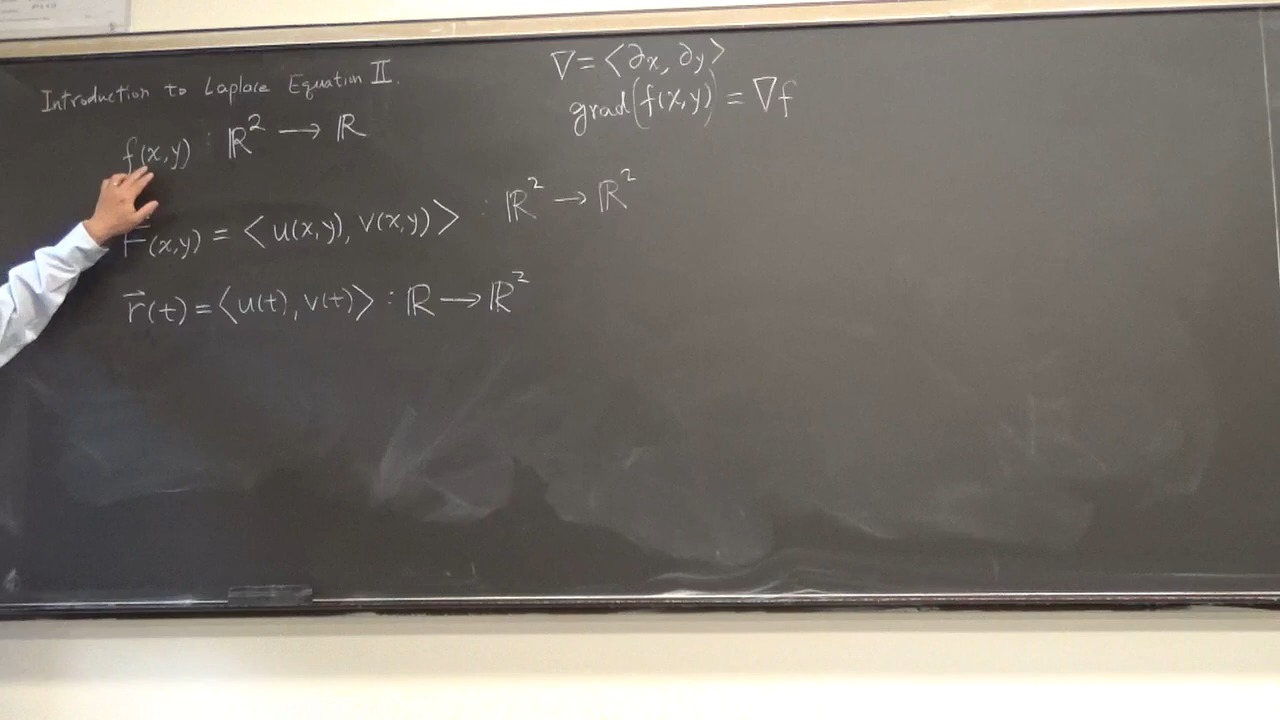 Introduction to Laplace Equation II.
f(x,y) : ℝ² → ℝ
F(x,y) = ⟨u(x,y), v(x,y)⟩ : ℝ² → ℝ²
r⃗(t) = ⟨u(t), v(t)⟩ : ℝ → ℝ²
∇ = ⟨∂x, ∂y⟩
grad(f(x,y)) = ∇f